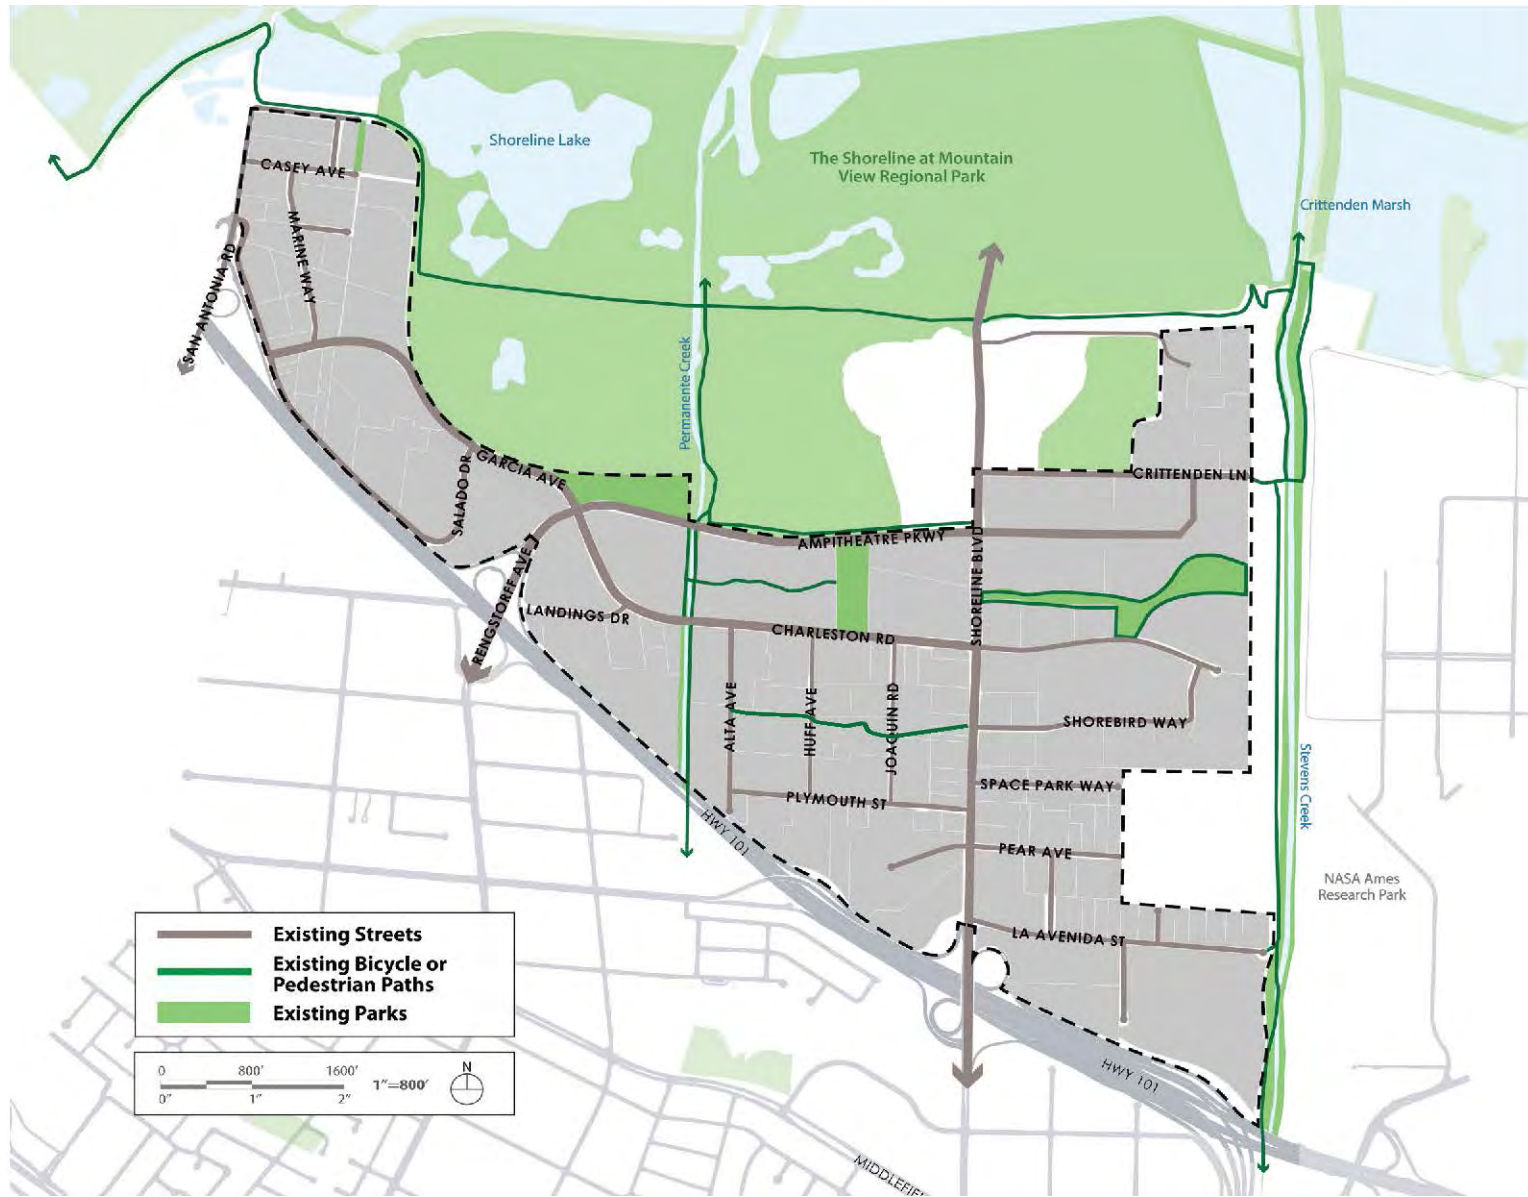 Shoreline Lake
The Shoreline at Mountain
View Regional Park
Crittenden Marsh
CASEY AVE
MARINE WAY
SAN ANTONIA RD
Permanente Creek
GARCIA AVE
SALADO DR
CRITTENDEN LN
AMPITHEATRE PKWY
SHORELINE BLVD
RENGSTORFF AVE
LANDINGS DR
CHARLESTON RD
ALTA AVE
HUFF AVE
JOAQUIN RD
SHOREBIRD WAY
SPACE PARK WAY
PLYMOUTH ST
HWY 101
PEAR AVE
Stevens Creek
NASA Ames
Research Park
LA AVENIDA ST
HWY 101
MIDDLEFI
Existing Streets
Existing Bicycle or
Pedestrian Paths
Existing Parks
0 800' 1600'
1"=800'
0" 1" 2"
N